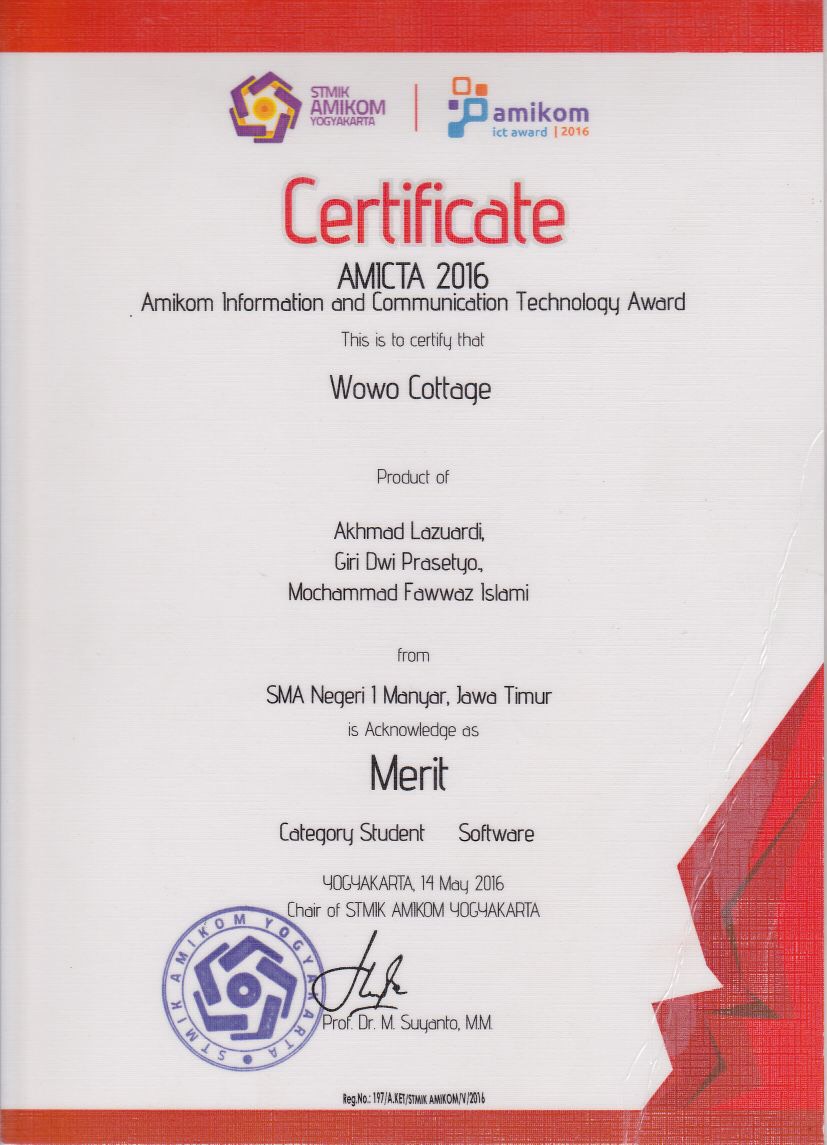 STMIK
AMIKOM
YOGYAKARTA
amikom
ict award | 2016
Certificate
AMICTA 2016
Amikom Information and Communication Technology Award
This is to certify that
Wowo Cottage
Product of
Akhmad Lazuardi,
Giri Dwi Prasetyo.,
Mochammad Fawwaz Islami
from
SMA Negeri 1 Manyar, Jawa Timur
is Acknowledge as
Merit
Category Student Software
YOGYAKARTA, 14 May 2016
Chair of STMIK AMIKOM YOGYAKARTA
STMIK AMIKOM YOGYAKARTA
Prof. Dr. M. Suyanto, M.M.
Reg.No.: 197/A.KET/STMIK AMIKOM/V/2016